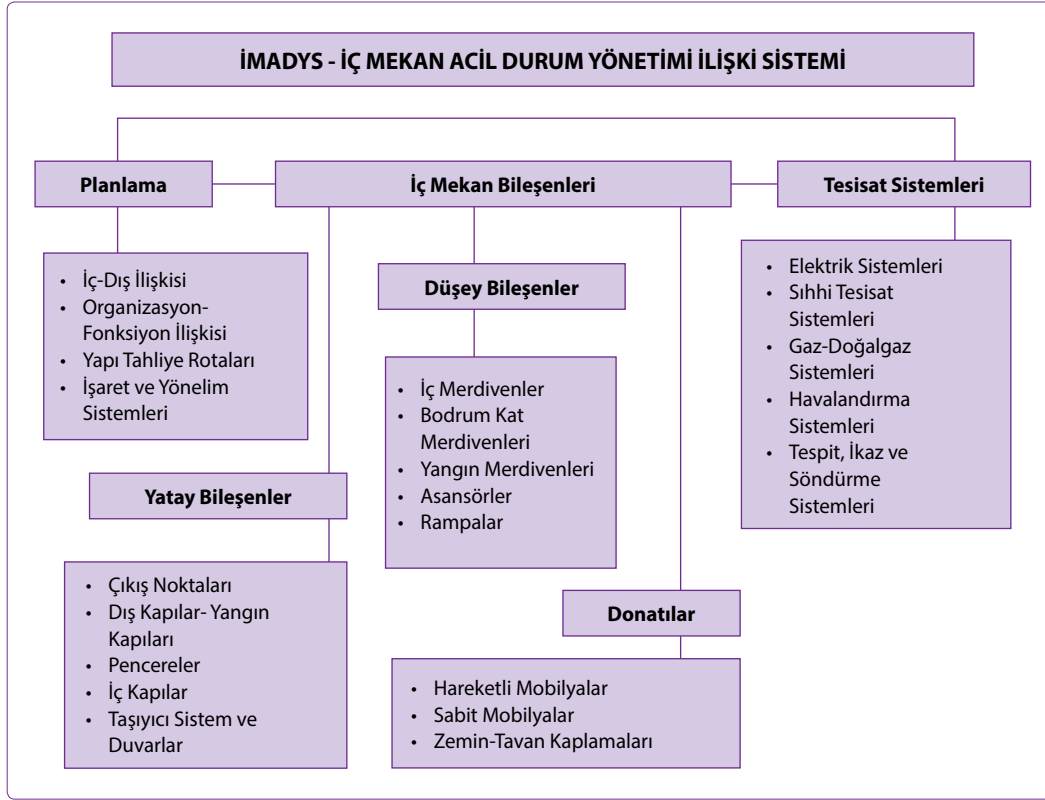 İMADYS - İÇ MEKAN ACİL DURUM YÖNETİMİ İLİŞKİ SİSTEMİ
Planlama
İç Mekan Bileşenleri
Tesisat Sistemleri
• İç-Dış İlişkisi
• Organizasyon-
Fonksiyon İlişkisi
• Yapı Tahliye Rotaları
• İşaret ve Yönelim
Sistemleri
Düşey Bileşenler
• İç Merdivenler
• Bodrum Kat
Merdivenleri
• Yangın Merdivenleri
• Asansörler
• Rampalar
• Elektrik Sistemleri
• Sıhhi Tesisat
Sistemleri
• Gaz-Doğalgaz
Sistemleri
• Havalandırma
Sistemleri
• Tespit, İkaz ve
Söndürme
Sistemleri
Yatay Bileşenler
• Çıkış Noktaları
• Dış Kapılar- Yangın
Kapıları
• Pencereler
• İç Kapılar
• Taşıyıcı Sistem ve
Duvarlar
Donatılar
• Hareketli Mobilyalar
• Sabit Mobilyalar
• Zemin-Tavan Kaplamaları